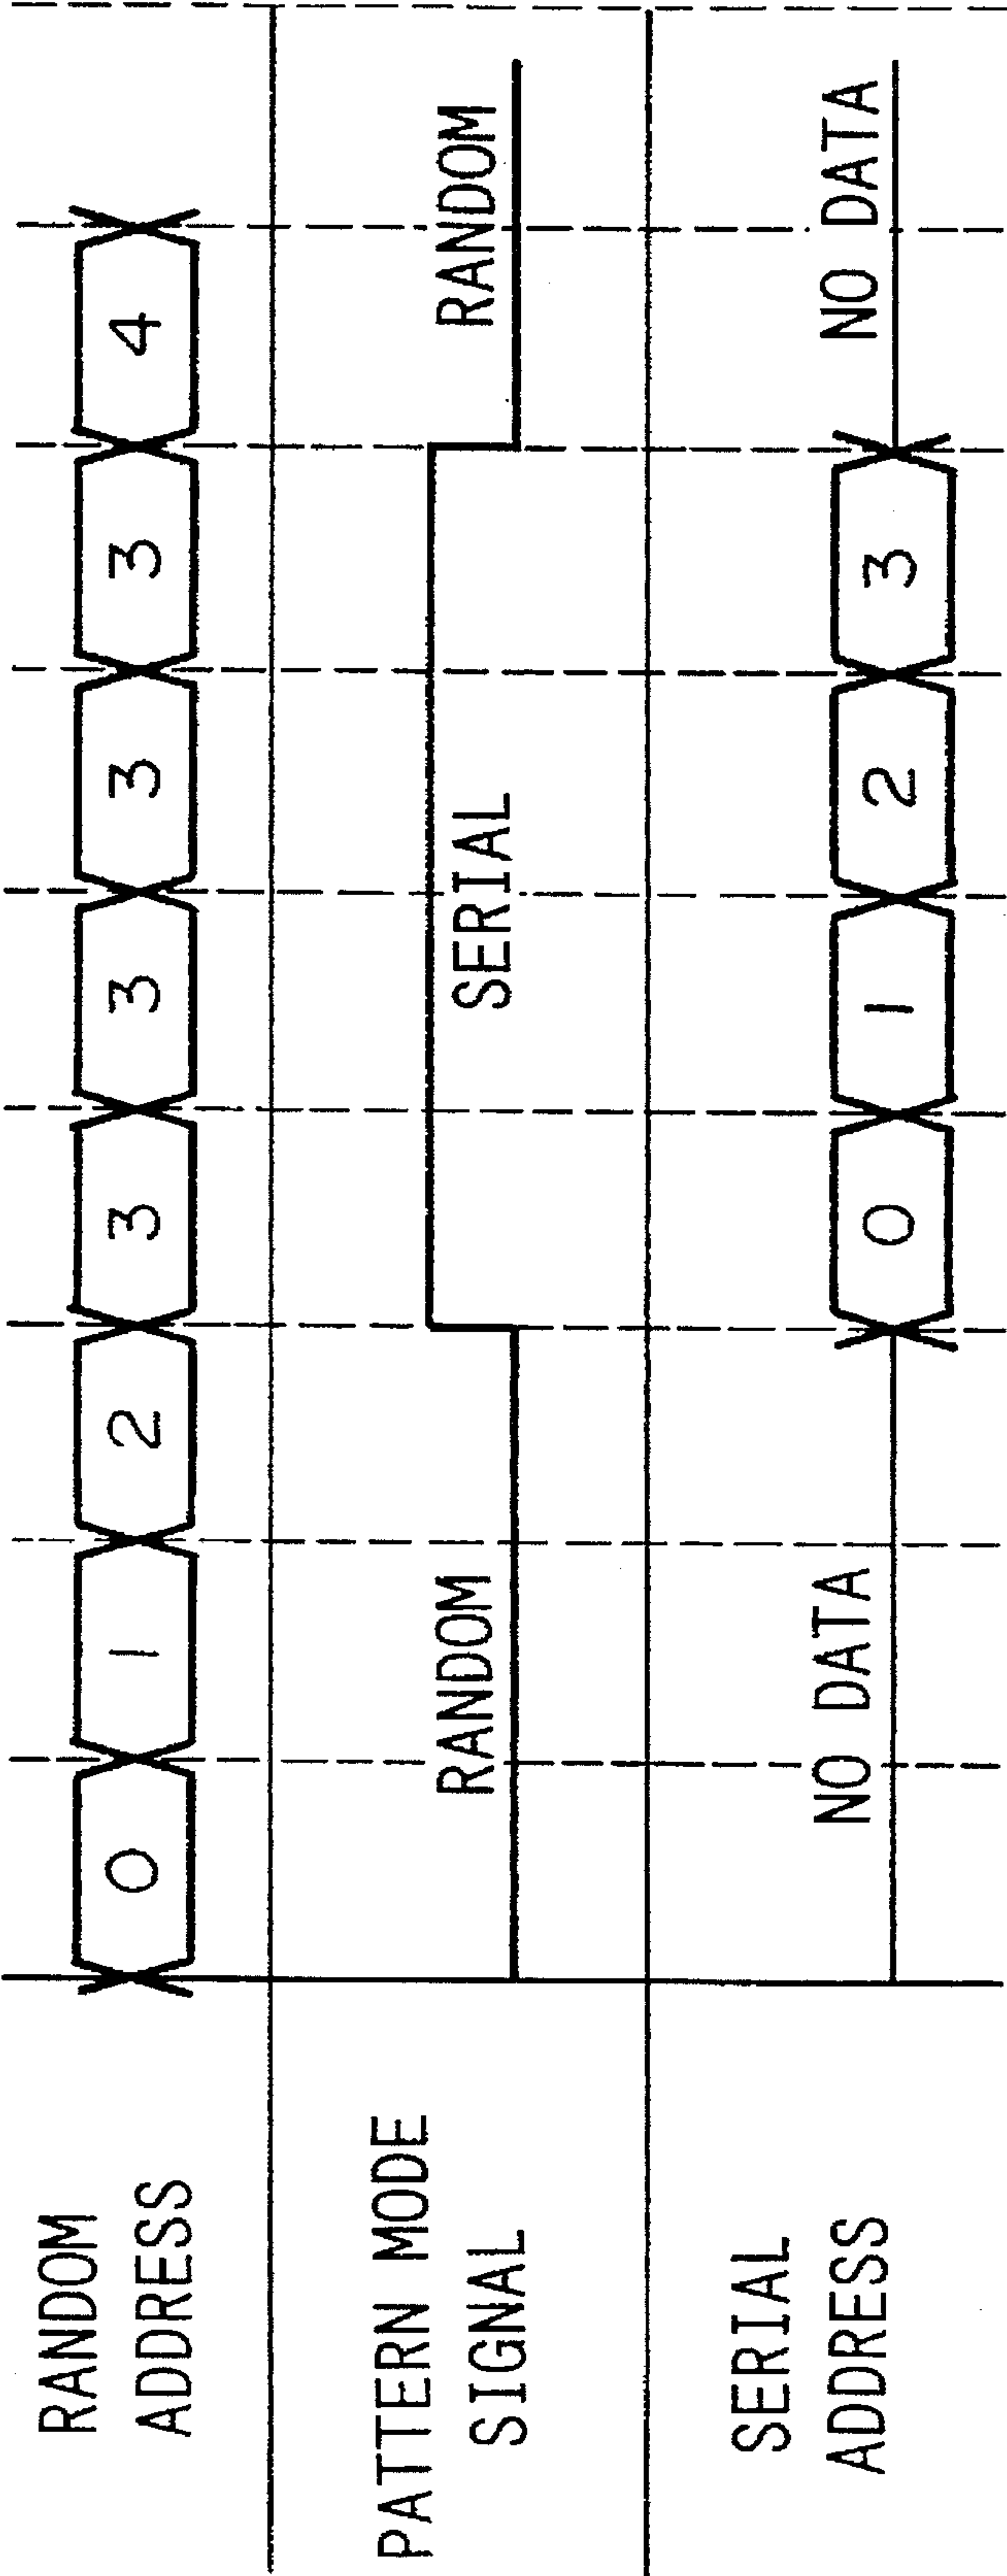 RANDOM
ADDRESS
0 1 2 3 3 3 3 4
PATTERN MODE
SIGNAL
RANDOM
SERIAL
RANDOM
SERIAL
ADDRESS
NO DATA
0 1 2 3
NO DATA